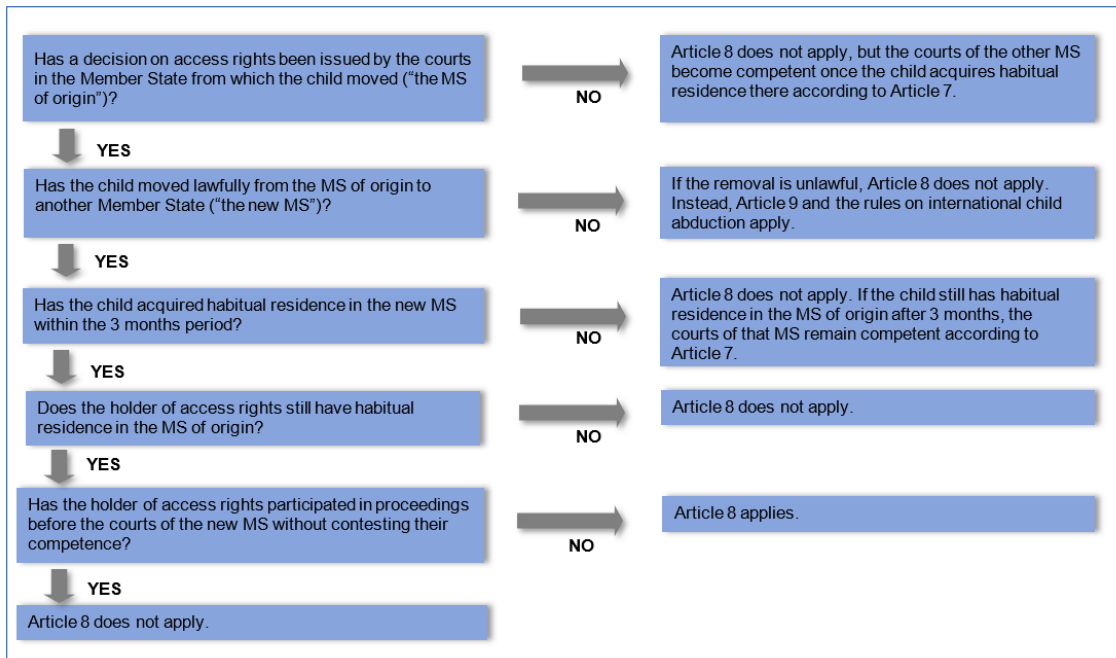 Has a decision on access rights been issued by the courts
in the Member State from which the child moved (“the MS
of origin”)?
NO
Article 8 does not apply, but the courts of the other MS
become competent once the child acquires habitual
residence there according to Article 7.
YES
Has the child moved lawfully from the MS of origin to
another Member State (“the new MS”)?
NO
If the removal is unlawful, Article 8 does not apply.
Instead, Article 9 and the rules on international child
abduction apply.
YES
Has the child acquired habitual residence in the new MS
within the 3 months period?
NO
Article 8 does not apply. If the child still has habitual
residence in the MS of origin after 3 months, the
courts of that MS remain competent according to
Article 7.
YES
Does the holder of access rights still have habitual
residence in the MS of origin?
NO
Article 8 does not apply.
YES
Has the holder of access rights participated in proceedings
before the courts of the new MS without contesting their
competence?
NO
Article 8 applies.
YES
Article 8 does not apply.